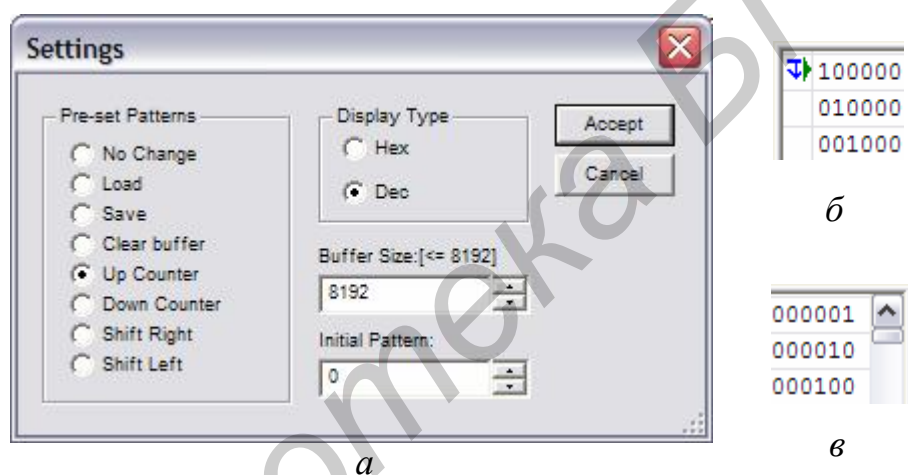 Settings
Pre-set Patterns
No Change
Load
Save
Clear buffer
Up Counter
Down Counter
Shift Right
Shift Left
Display Type
Hex
Dec
Buffer Size:[<= 8192]
8192
Initial Pattern:
0
Accept
Cancel
а
100000
010000
001000
б
000001
000010
000100
в